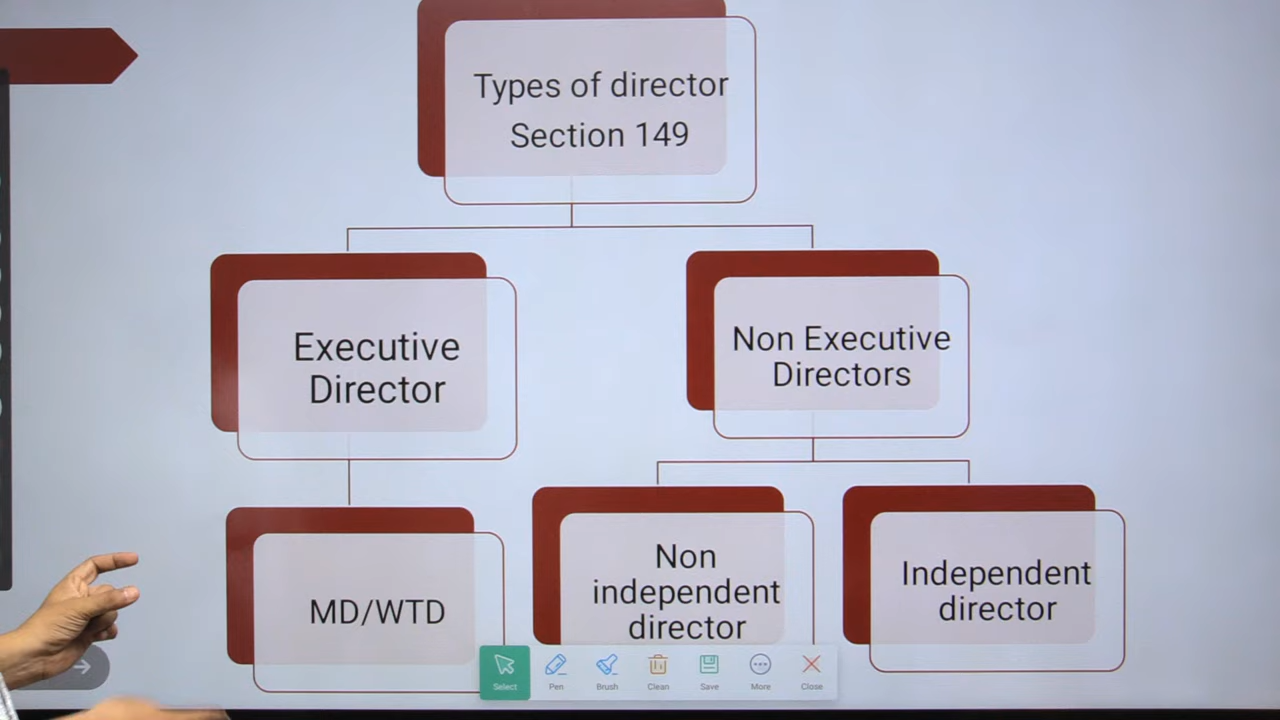 Types of director
Section 149
Executive
Director
Non Executive
Directors
MD/WTD
Non
independent
director
Independent
director
Select
Pen
Brush
Clean
Save
More
Close